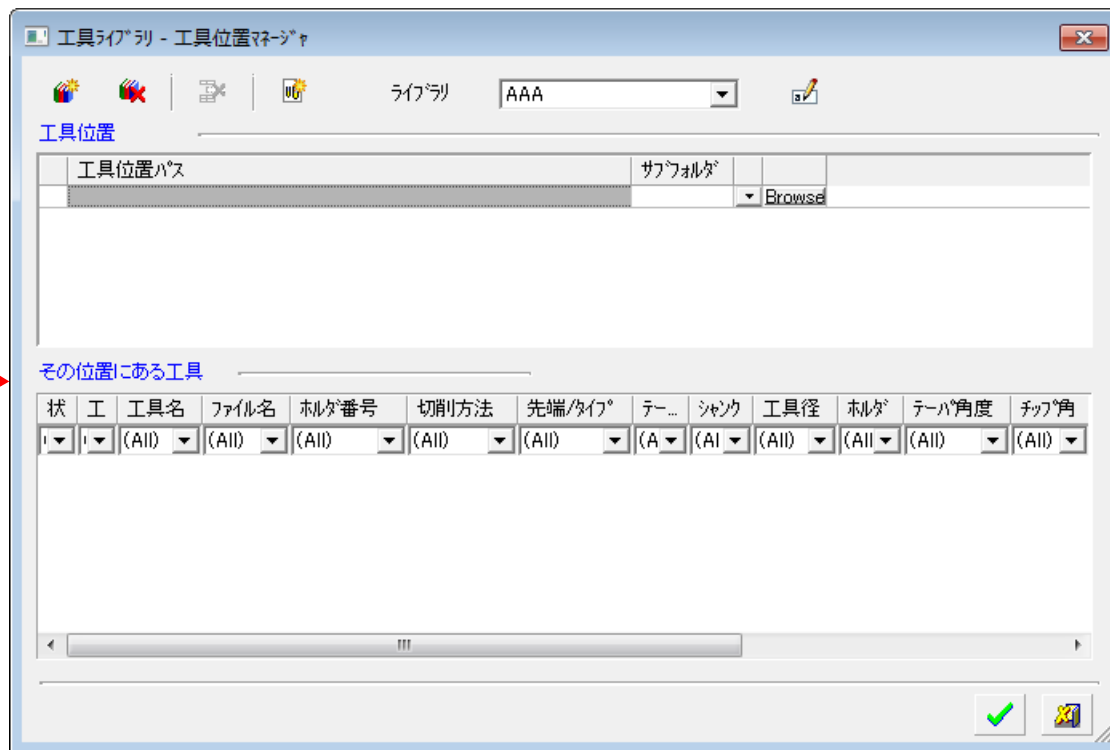 工具ﾗｲﾌﾞﾗﾘ - 工具位置ﾏﾈｰｼﾞｬ
ﾗｲﾌﾞﾗﾘ AAA
工具位置
工具位置ﾊﾟｽ ｻﾌﾞﾌｫﾙﾀﾞ
Browse
その位置にある工具
状 工 工具名 ﾌｧｲﾙ名 ﾎﾙﾀﾞ番号 切削方法 先端/ﾀｲﾌﾟ ﾃｰ... ｼｬﾝｸ 工具径 ﾎﾙﾀﾞ ﾃｰﾊﾟ角度 ﾁｯﾌﾟ角
(All) (All) (All) (All) (All) (A (Al (All) (All (All) (All)